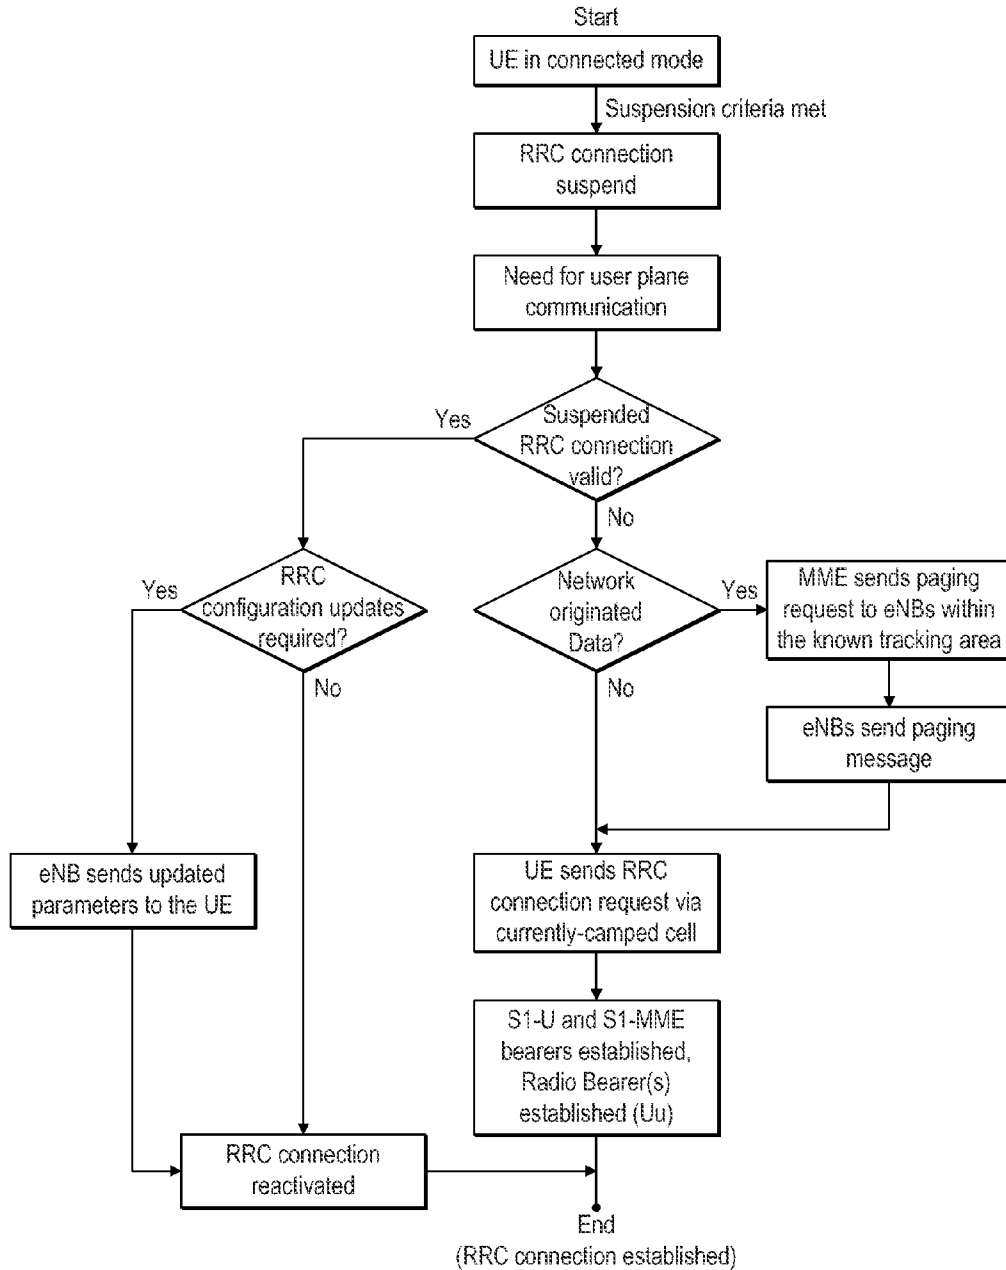 Start
UE in connected mode
Suspension criteria met
RRC connection
suspend
Need for user plane
communication
Yes
Suspended
RRC connection
valid?
No
Yes
RRC
configuration updates
required?
No
Network
originated
Data?
Yes
No
MME sends paging
request to eNBs within
the known tracking area
eNBs send paging
message
eNB sends updated
parameters to the UE
UE sends RRC
connection request via
currently-camped cell
S1-U and S1-MME
bearers established,
Radio Bearer(s)
established (Uu)
RRC connection
reactivated
End
(RRC connection established)